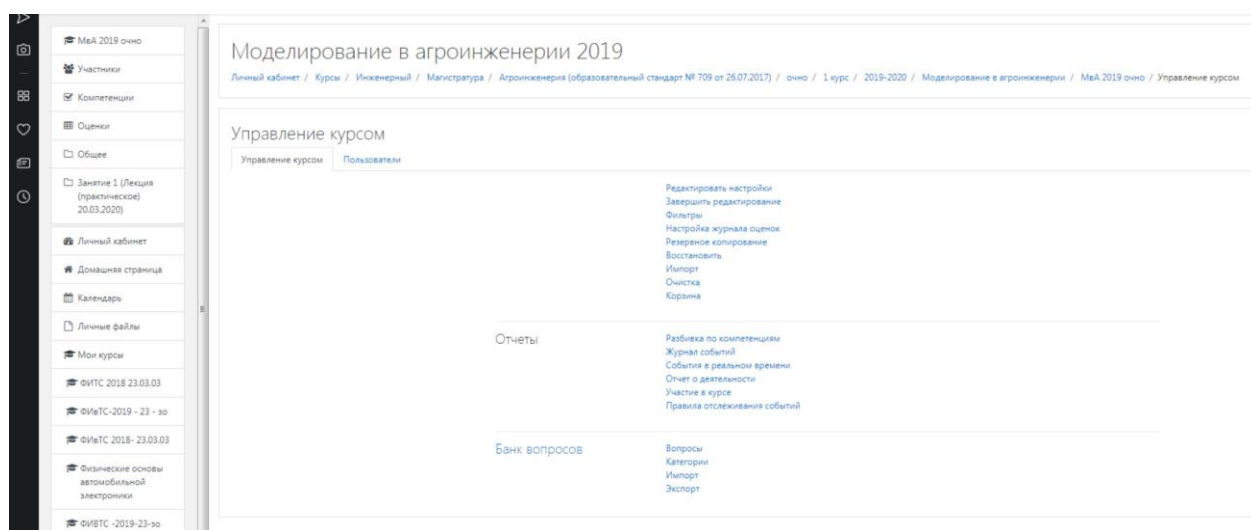 МвА 2019 очно
Участники
Компетенции
Оценки
Общее
Занятие 1 (Лекция
(практическое)
20.03.2020)
Личный кабинет
Домашняя страница
Календарь
Личные файлы
Мои курсы
ФИТС 2018 23.03.03
ФИвТС-2019 - 23 - зо
ФИвТС 2018- 23.03.03
Физические основы
автомобильной
электроники
ФИВТС -2019-23-зо
Моделирование в агроинженерии 2019
Личный кабинет / Курсы / Инженерный / Магистратура / Агроинженерия (образовательный стандарт № 709 от 26.07.2017) / очно / 1 курс / 2019-2020 / Моделирование в агроинженерии / МвА 2019 очно / Управление курсом
Управление курсом
Управление курсом Пользователи
Редактировать настройки
Завершить редактирование
Фильтры
Настройка журнала оценок
Резервное копирование
Восстановить
Импорт
Очистка
Корзина
Отчеты
Разбивка по компетенциям
Журнал событий
События в реальном времени
Отчет о деятельности
Участие в курсе
Правила отслеживания событий
Банк вопросов
Вопросы
Категории
Импорт
Экспорт